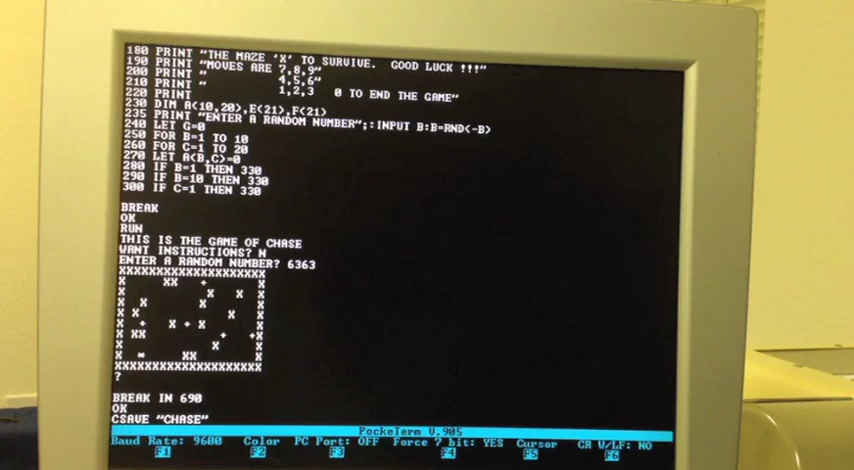 180 PRINT "THE MAZE 'X' TO SURVIVE.  GOOD LUCK !!!"
190 PRINT "MOVES ARE 7,8,9"
200 PRINT "          4,5,6"
210 PRINT "          1,2,3   0 TO END THE GAME"
220 PRINT
230 DIM A(10,20),E(21),F(21)
235 PRINT "ENTER A RANDOM NUMBER";:INPUT B:B=RND(-B)
240 LET G=0
250 FOR B=1 TO 10
260 FOR C=1 TO 20
270 LET A(B,C)=0
280 IF B=1 THEN 330
290 IF B=10 THEN 330
300 IF C=1 THEN 330
BREAK
OK
RUN
THIS IS THE GAME OF CHASE
WANT INSTRUCTIONS? N
ENTER A RANDOM NUMBER? 6363
XXXXXXXXXXXXXXXXXXXX
X     XX   +       X
X           X   X  X
X  X       X       X
X X            X   X
X  +   X + X       X
X XX          +   +X
X            X     X
X  *     XX        X
XXXXXXXXXXXXXXXXXXXX
?
BREAK IN 690
OK
CSAVE "CHASE"
PockeTerm V.905
Baud Rate: 9600 Color PC Port: OFF Force 7 bit: YES Cursor CR W/LF: NO
F1 F2 F3 F4 F5 F6